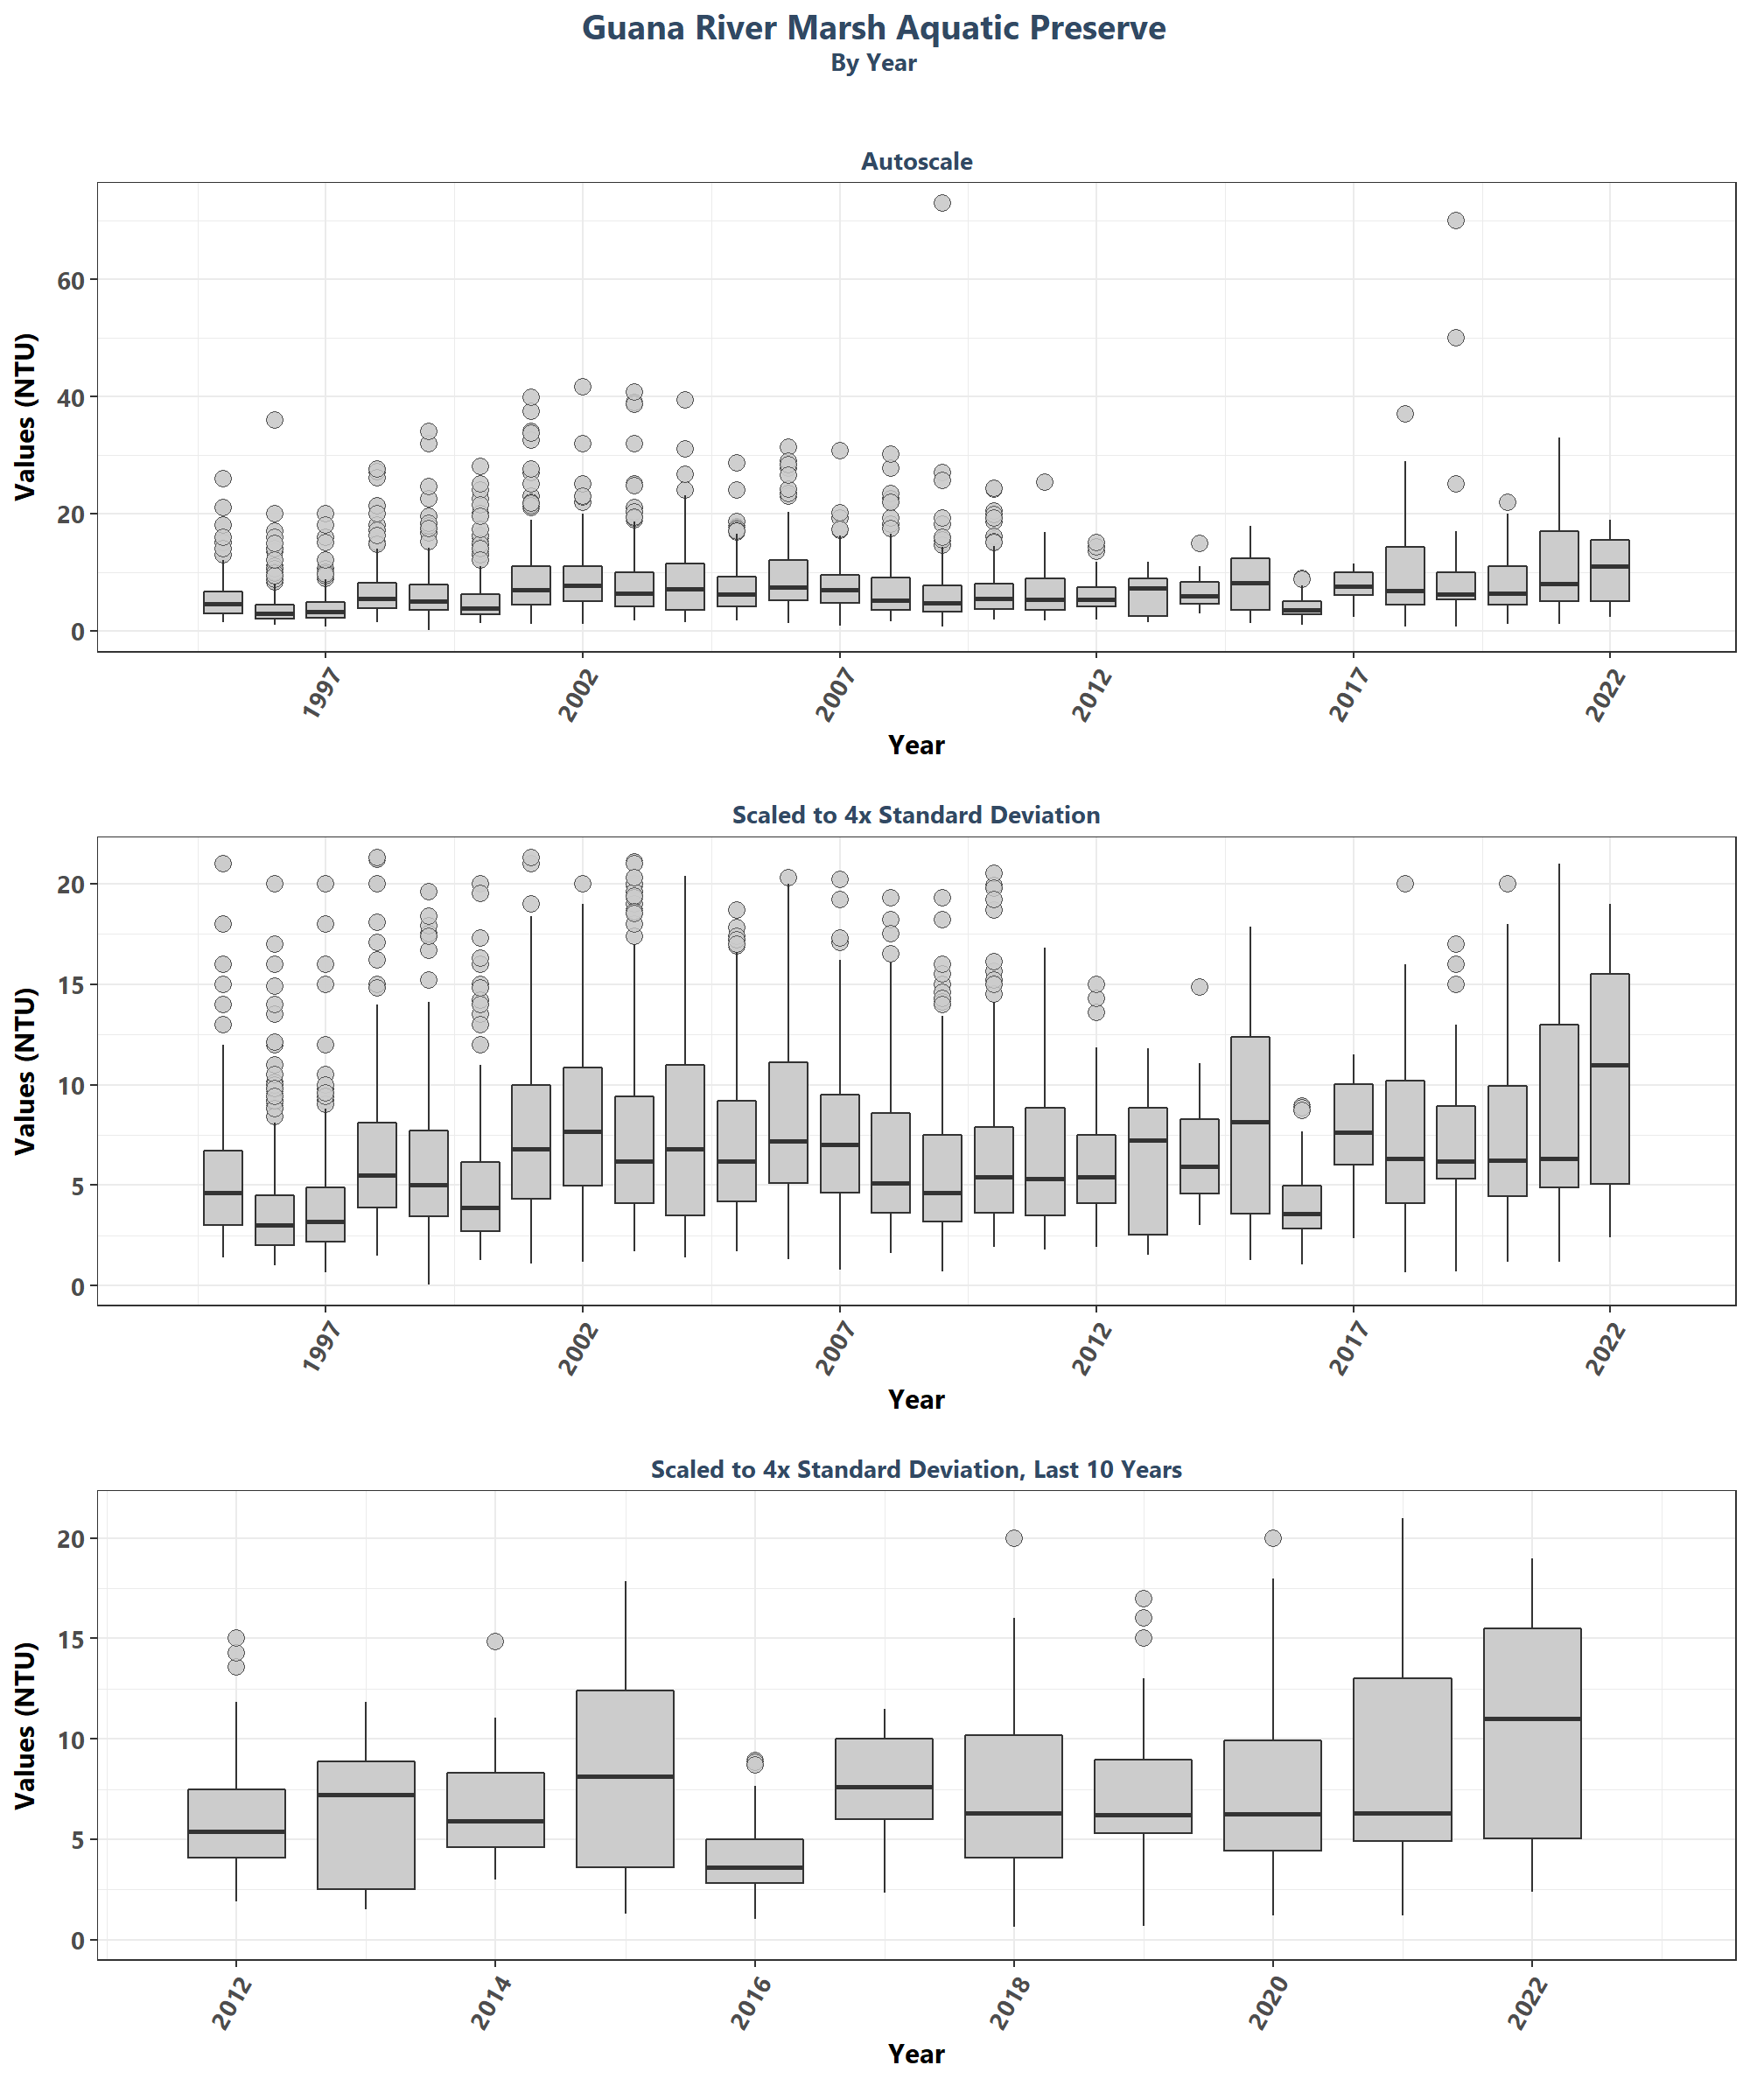 Guana River Marsh Aquatic Preserve
By Year
Autoscale
Values (NTU)
60
40
20
0
1997 2002 2007 2012 2017 2022
Year
Scaled to 4x Standard Deviation
Values (NTU)
20
15
10
5
0
1997 2002 2007 2012 2017 2022
Year
Scaled to 4x Standard Deviation, Last 10 Years
Values (NTU)
20
15
10
5
0
2012 2014 2016 2018 2020 2022
Year